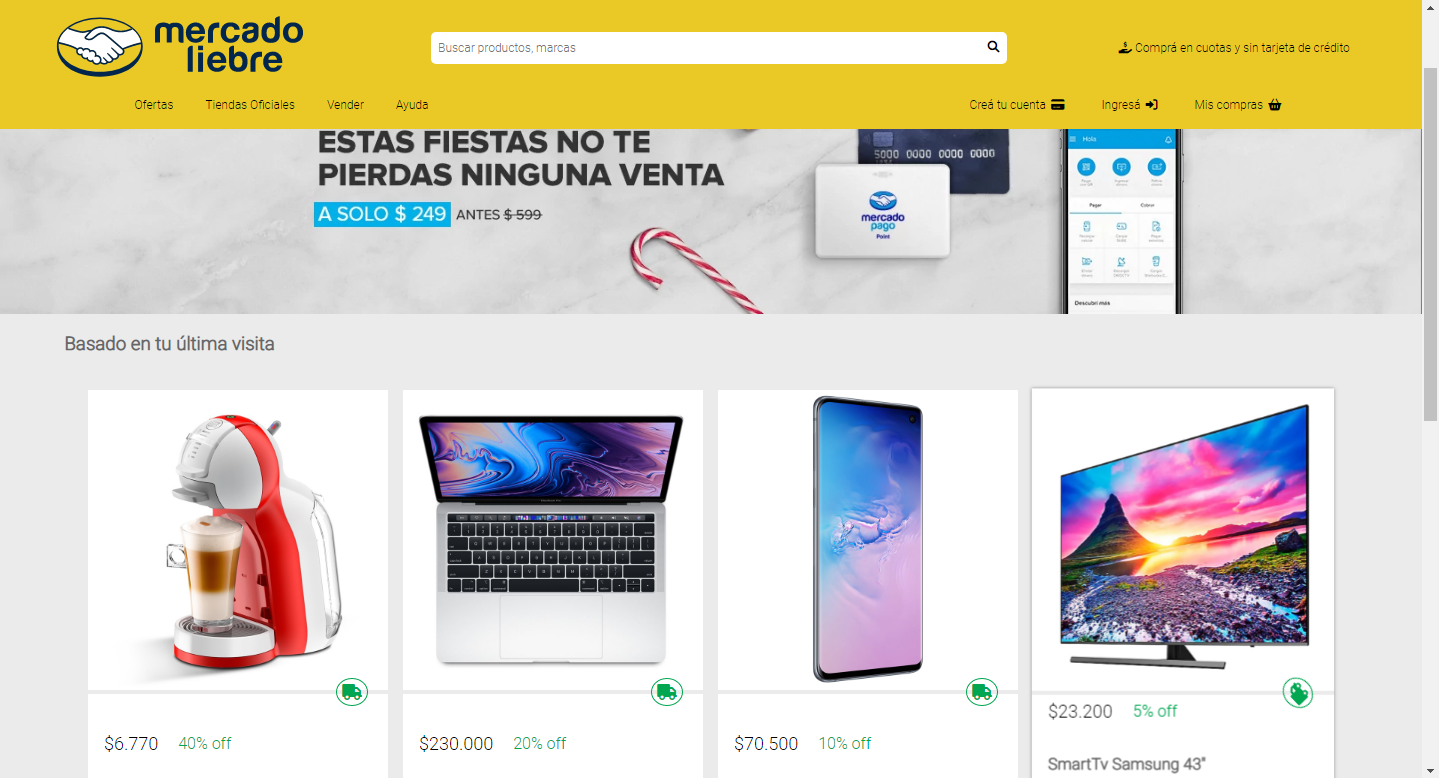 mercado
liebre
Buscar productos, marcas
Comprá en cuotas y sin tarjeta de crédito
Ofertas Tiendas Oficiales Vender Ayuda
Creá tu cuenta Ingresá Mis compras
ESTAS FIESTAS NO TE
PIERDAS NINGUNA VENTA
A SOLO $ 249 ANTES $ 599
5000 0000 0000 0000
mercado
pago
Point
Hola
Pagar Cobrar
Descubrí más
Basado en tu última visita
$6.770 40% off
$230.000 20% off
$70.500 10% off
$23.200 5% off
SmartTv Samsung 43"